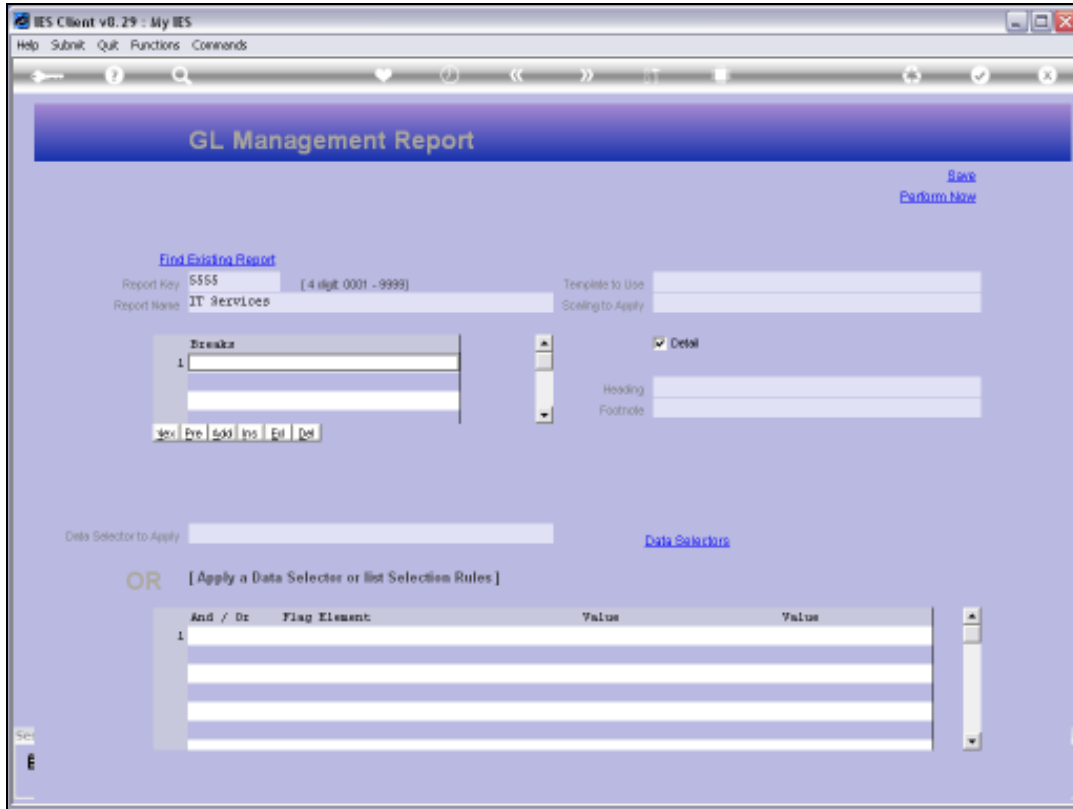 IES Client v8.29 : My IES
Help Submit Quit Functions Commands
GL Management Report
Save
Perform Now
Find Existing Report
Report Key 5555 [ 4 digit 0001 - 9999] Template to Use
Report Name IT Services Scaling to Apply
Breaks Detail
1
Heading
Footnote
Nex Pre Add Ins Del
Data Selector to Apply Data Selectors
OR [ Apply a Data Selector or list Selection Rules ]
And / Or Flag Element Value Value
1